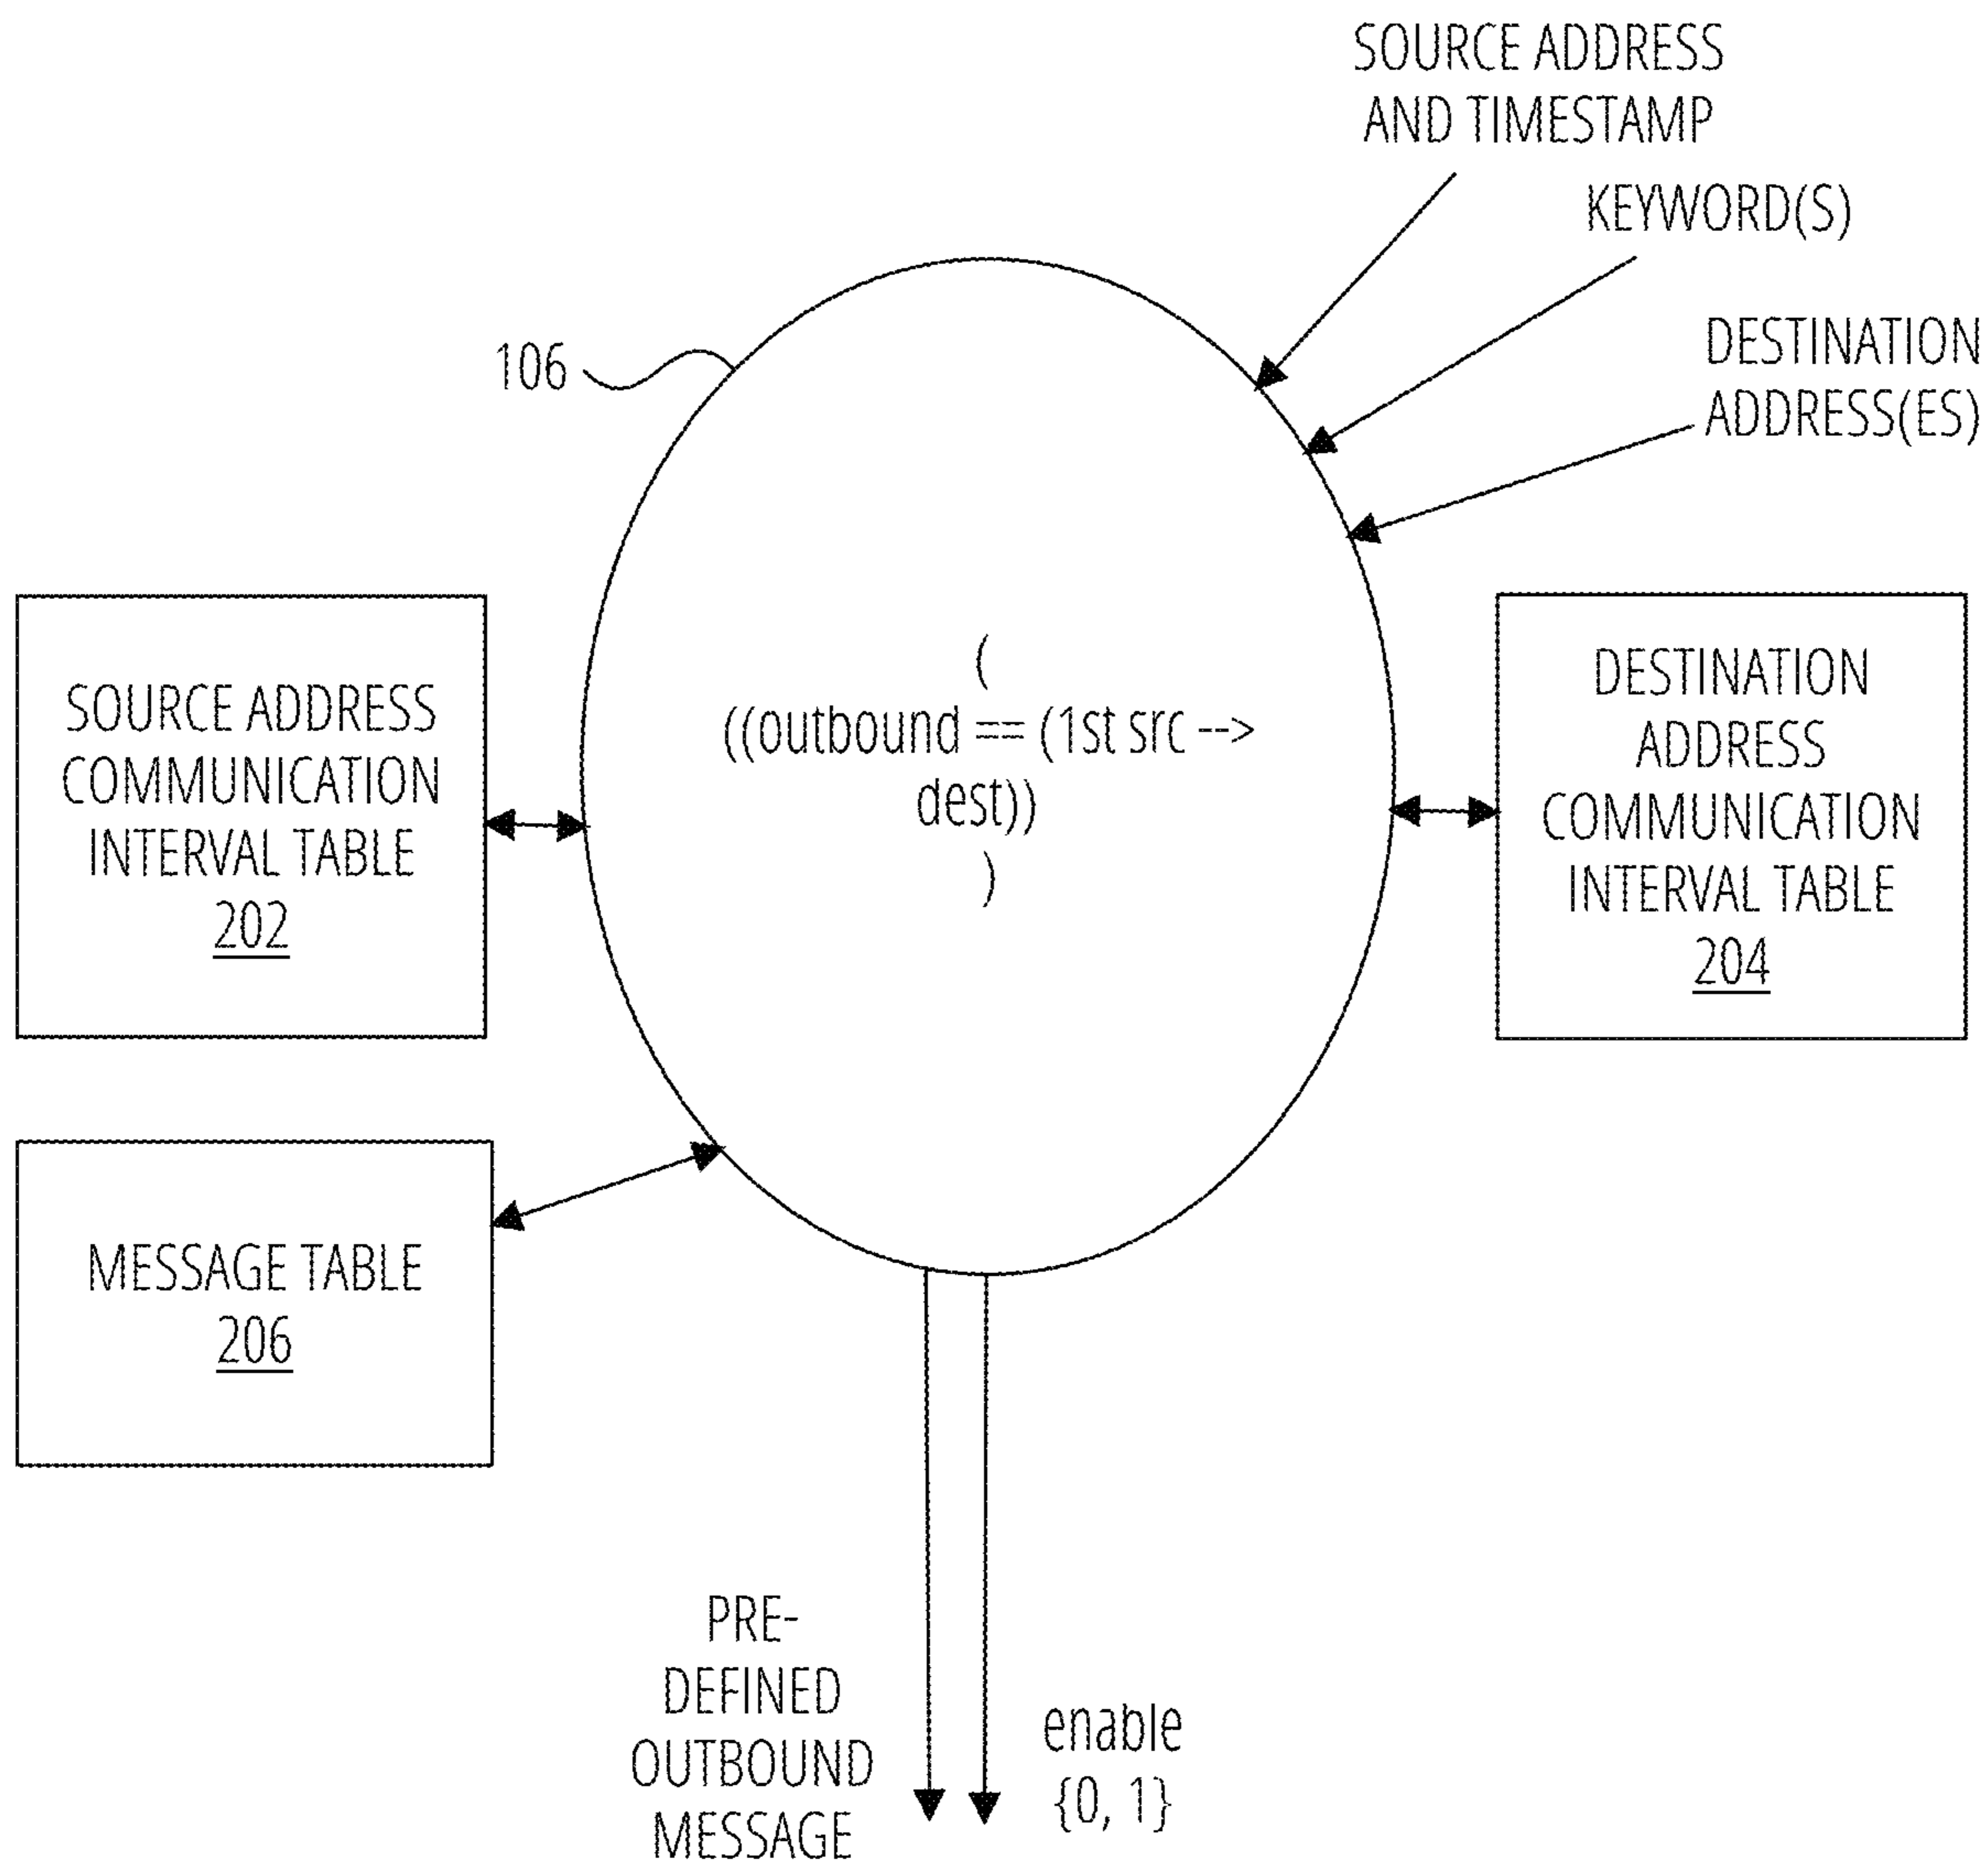 SOURCE ADDRESS
AND TIMESTAMP
KEYWORD(S)
DESTINATION
ADDRESS(ES)
106
(
((outbound == (1st src -->
dest))
)
SOURCE ADDRESS
COMMUNICATION
INTERVAL TABLE
202
DESTINATION
ADDRESS
COMMUNICATION
INTERVAL TABLE
204
MESSAGE TABLE
206
PRE-
DEFINED
OUTBOUND
MESSAGE
enable
{0, 1}